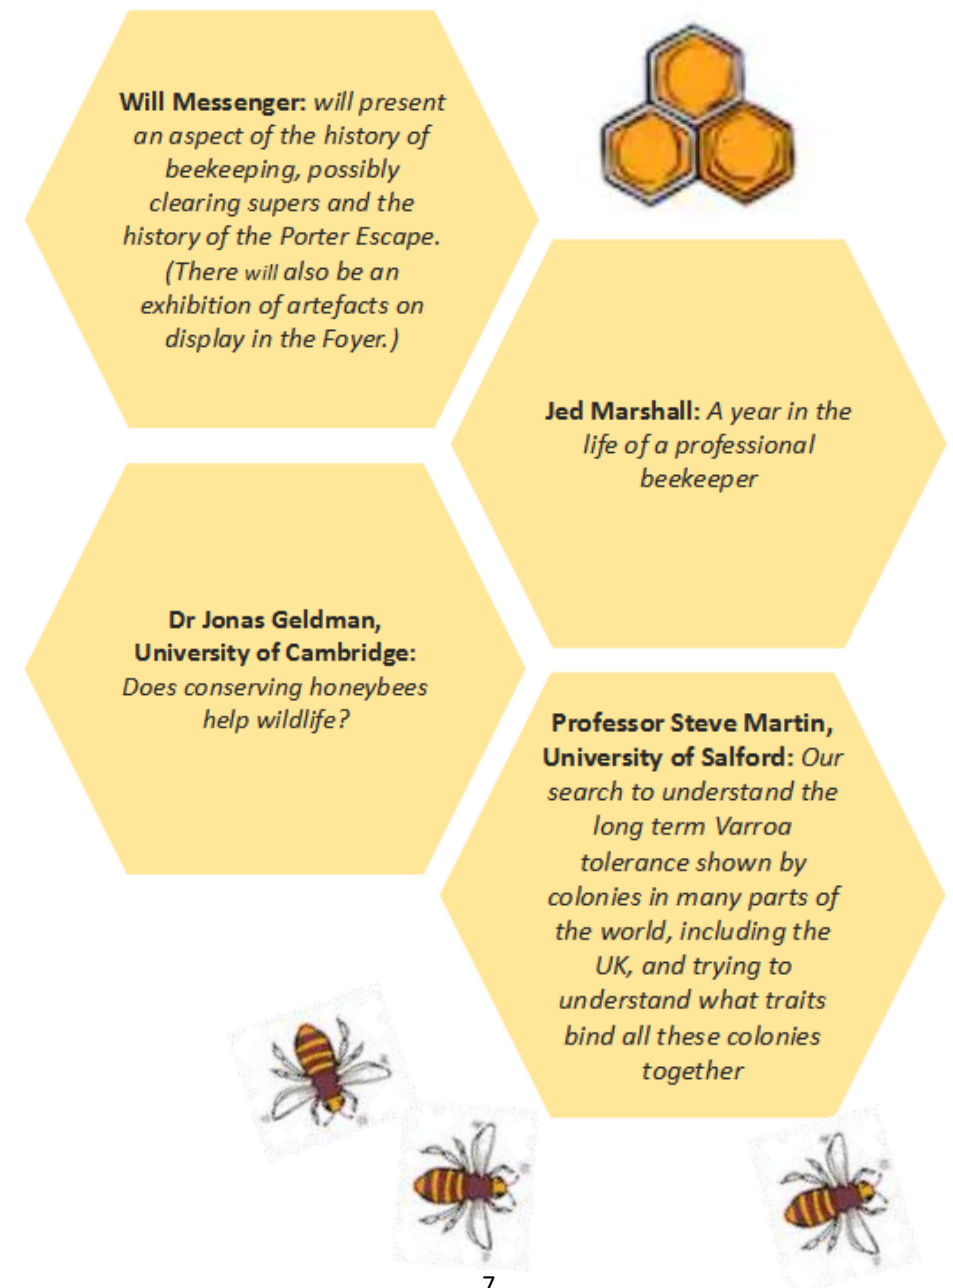 Will Messenger: will present
an aspect of the history of
beekeeping, possibly
clearing supers and the
history of the Porter Escape.
(There will also be an
exhibition of artefacts on
display in the Foyer.)
Jed Marshall: A year in the
life of a professional
beekeeper
Dr Jonas Geldman,
University of Cambridge:
Does conserving honeybees
help wildlife?
Professor Steve Martin,
University of Salford: Our
search to understand the
long term Varroa
tolerance shown by
colonies in many parts of
the world, including the
UK, and trying to
understand what traits
bind all these colonies
together
7